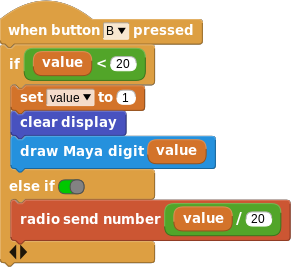 when button B ▾ pressed
if value < 20
set value ▾ to 1
clear display
draw Maya digit value
else if
radio send number value / 20